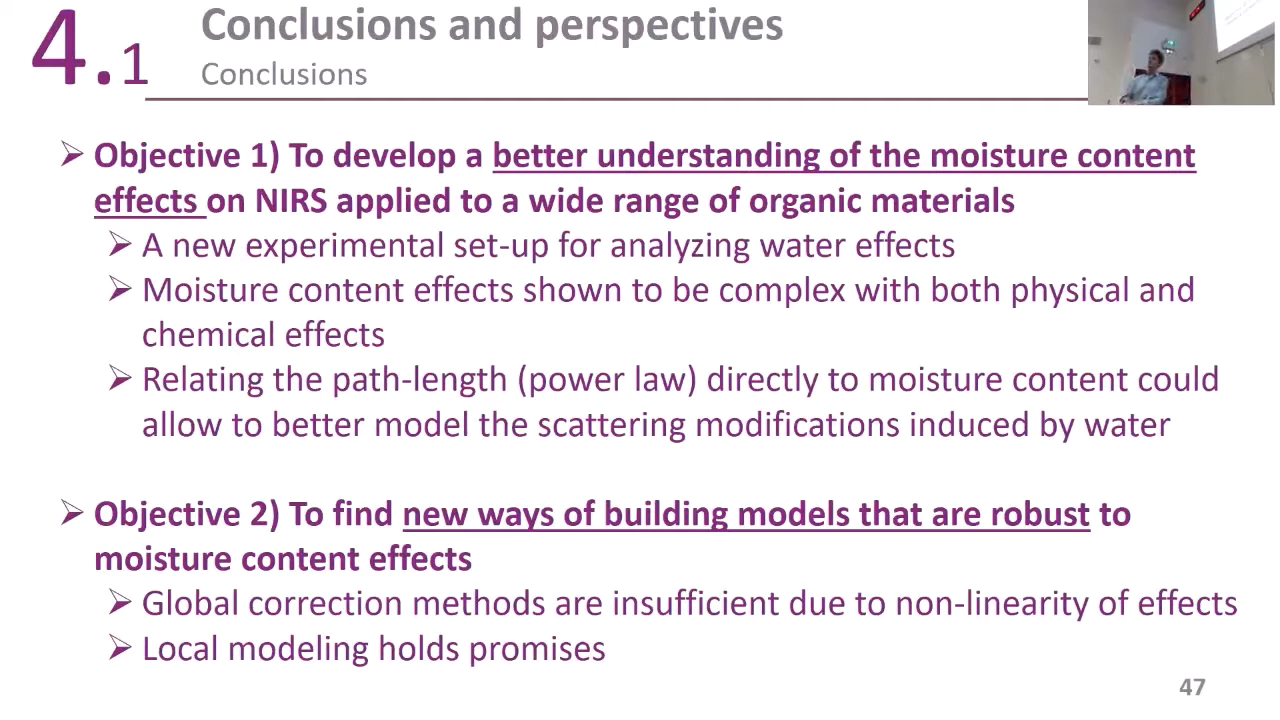 4.1
Conclusions and perspectives
Conclusions
➢ Objective 1) To develop a better understanding of the moisture content
effects on NIRS applied to a wide range of organic materials
➢ A new experimental set-up for analyzing water effects
➢ Moisture content effects shown to be complex with both physical and
chemical effects
➢ Relating the path-length (power law) directly to moisture content could
allow to better model the scattering modifications induced by water
➢ Objective 2) To find new ways of building models that are robust to
moisture content effects
➢ Global correction methods are insufficient due to non-linearity of effects
➢ Local modeling holds promises
47